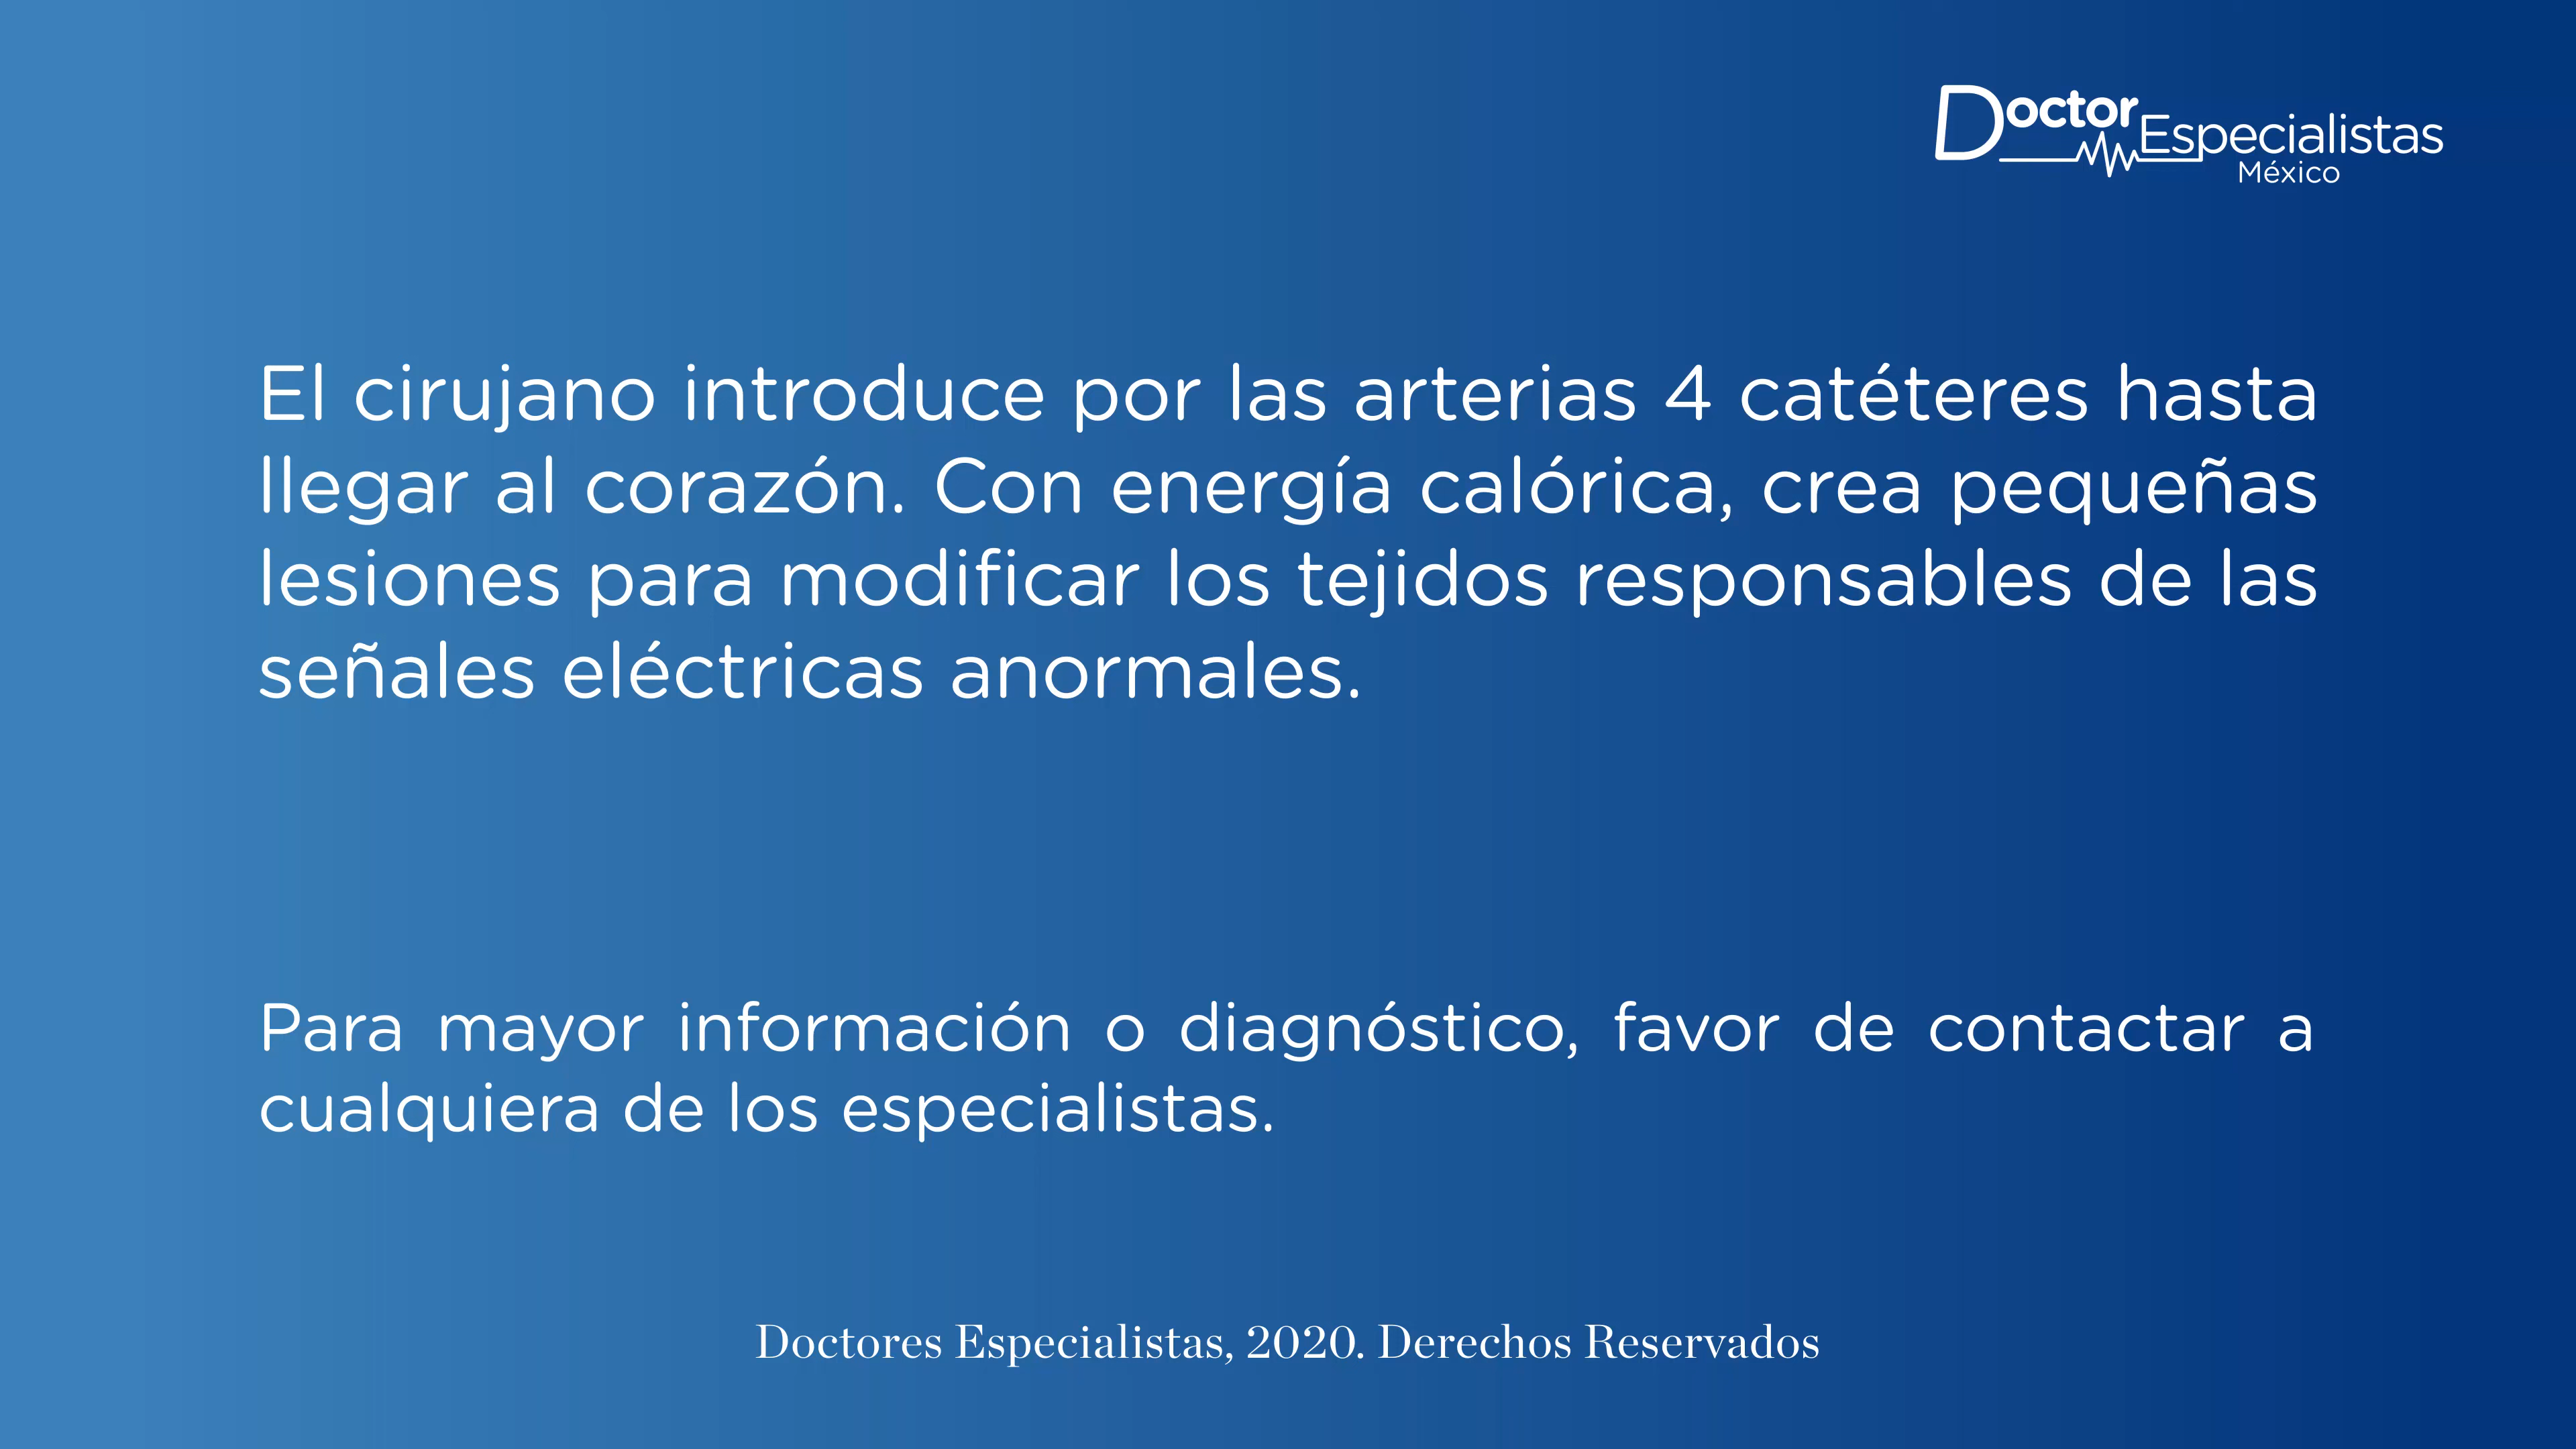 Doctor Especialistas
México
El cirujano introduce por las arterias 4 catéteres hasta
llegar al corazón. Con energía calórica, crea pequeñas
lesiones para modificar los tejidos responsables de las
señales eléctricas anormales.
Para mayor información o diagnóstico, favor de contactar a
cualquiera de los especialistas.
Doctores Especialistas, 2020. Derechos Reservados